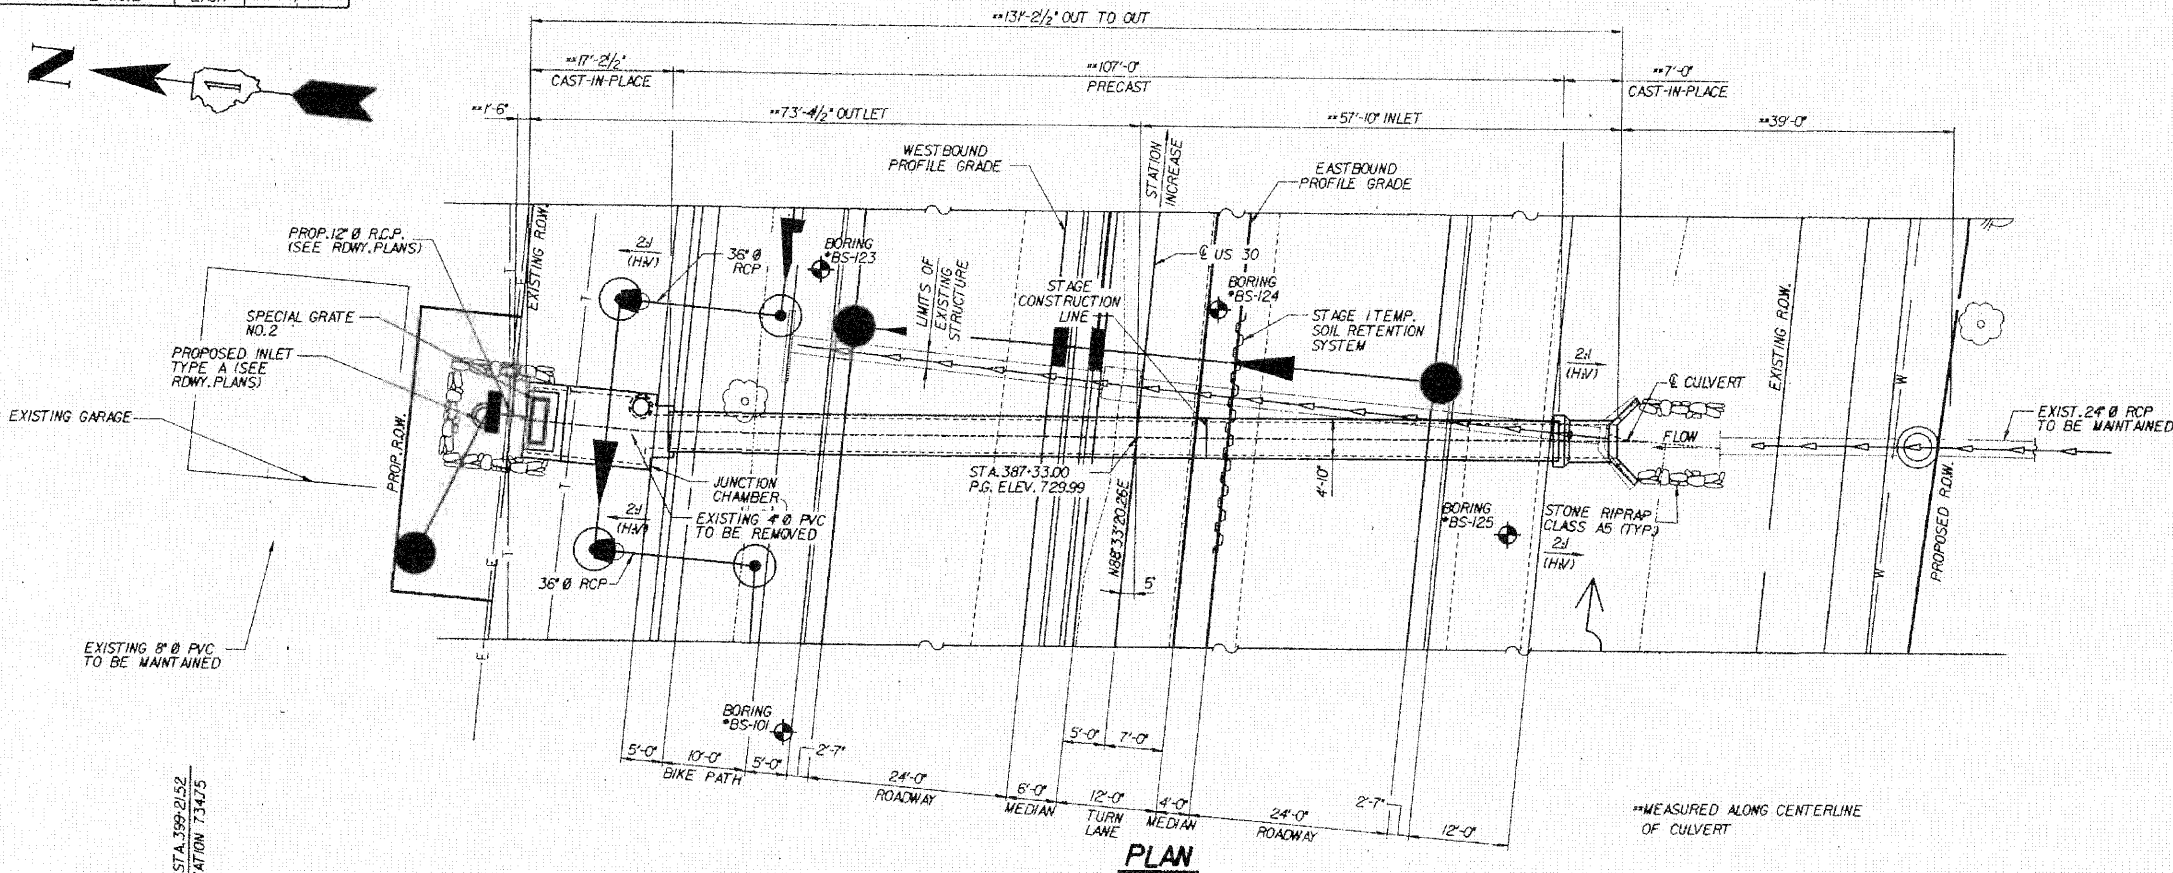 **131'-2 1/2" OUT TO OUT
**17'-2 1/2"
CAST-IN-PLACE
**107'-0"
PRECAST
**7'-0"
CAST-IN-PLACE
**1'-6"
**73'-4 1/2" OUTLET
**57'-10" INLET
**39'-0"
N
WESTBOUND
PROFILE GRADE
STATION
INCREASE
EASTBOUND
PROFILE GRADE
PROP. 12" Ø R.C.P.
(SEE RDWY. PLANS)
EXISTING R.O.W.
2:1
(H:V)
36" Ø
RCP
BORING
*BS-123
LIMITS OF
EXISTING
STRUCTURE
STAGE
CONSTRUCTION
LINE
℄ US 30
BORING
*BS-124
STAGE I TEMP.
SOIL RETENTION
SYSTEM
SPECIAL GRATE
NO. 2
PROPOSED INLET
TYPE A (SEE
RDWY. PLANS)
EXISTING GARAGE
PROP. R.O.W.
2:1
(H:V)
℄ CULVERT
EXISTING R.O.W.
EXIST. 24" Ø RCP
TO BE MAINTAINED
FLOW
W
JUNCTION
CHAMBER
EXISTING 4" Ø PVC
TO BE REMOVED
2:1
(H:V)
STA. 387+33.00
P.G. ELEV. 729.99
4'-10"
BORING
*BS-125
STONE RIPRAP
CLASS A5 (TYP.)
2:1
(H:V)
PROPOSED R.O.W.
W
T
T
T
E
E
36" Ø RCP
N88°33'20.26"E
5'
EXISTING 8" Ø PVC
TO BE MAINTAINED
BORING
*BS-101
5'-0"
10'-0"
BIKE PATH
5'-0"
2'-7"
24'-0"
ROADWAY
6'-0"
MEDIAN
5'-0"
7'-0"
12'-0"
TURN
LANE
4'-0"
MEDIAN
24'-0"
ROADWAY
2'-7"
12'-0"
**MEASURED ALONG CENTERLINE
OF CULVERT
STA. 399+21.52
ATION 734.75
PLAN